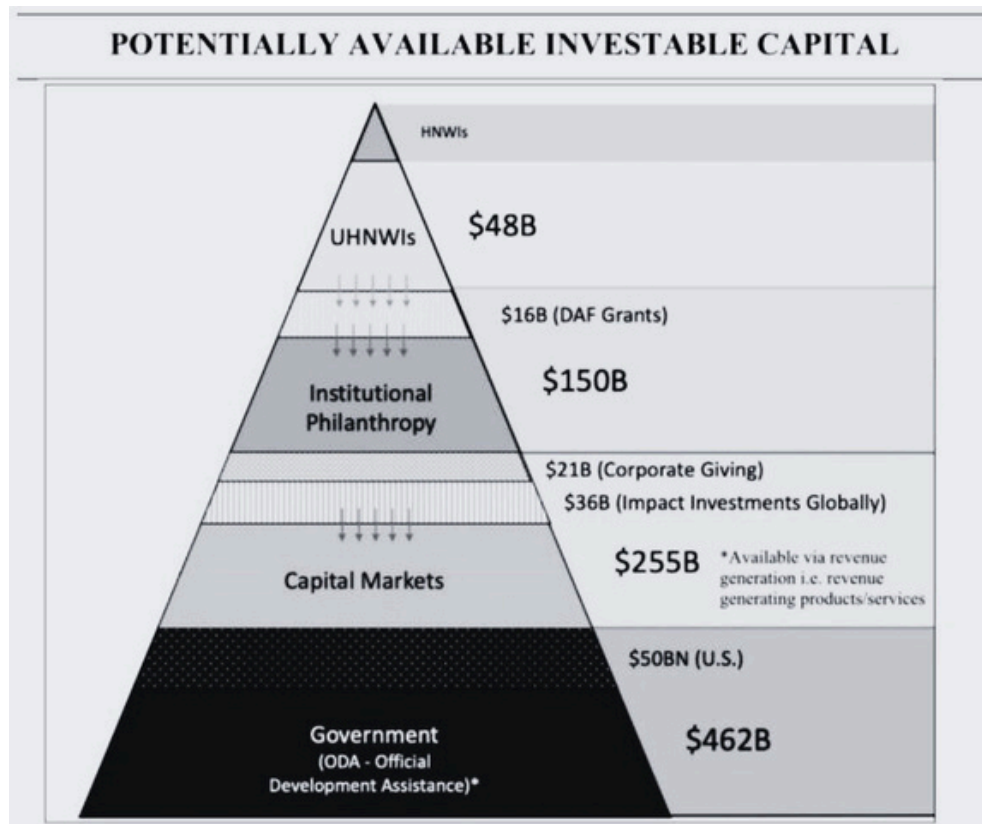 POTENTIALLY AVAILABLE INVESTABLE CAPITAL
HNWIs
UHNWIs
$48B
$16B (DAF Grants)
Institutional
Philanthropy
$150B
$21B (Corporate Giving)
$36B (Impact Investments Globally)
Capital Markets
$255B
*Available via revenue
generation i.e. revenue
generating products/services
$50BN (U.S.)
Government
(ODA - Official
Development Assistance)*
$462B